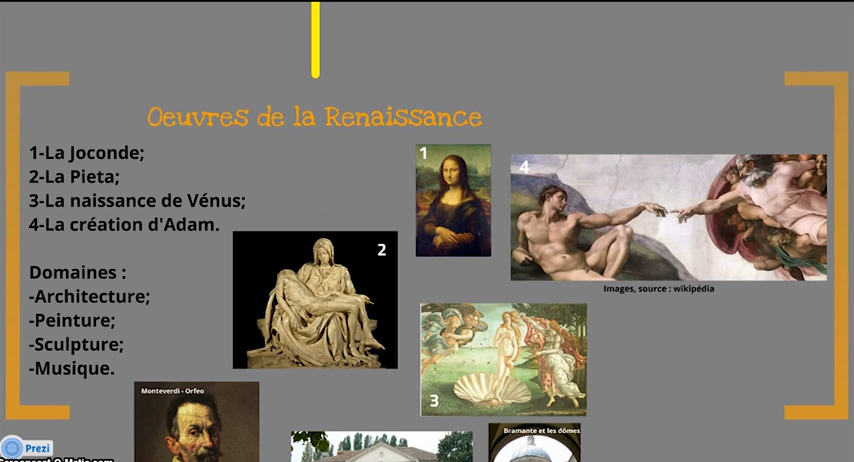 Oeuvres de la Renaissance
1-La Joconde;
2-La Pieta;
3-La naissance de Vénus;
4-La création d'Adam.
Domaines :
-Architecture;
-Peinture;
-Sculpture;
-Musique.
1
4
2
Images, source : wikipédia
3
Monteverdi - Orfeo
Bramante et les dômes
Prezi